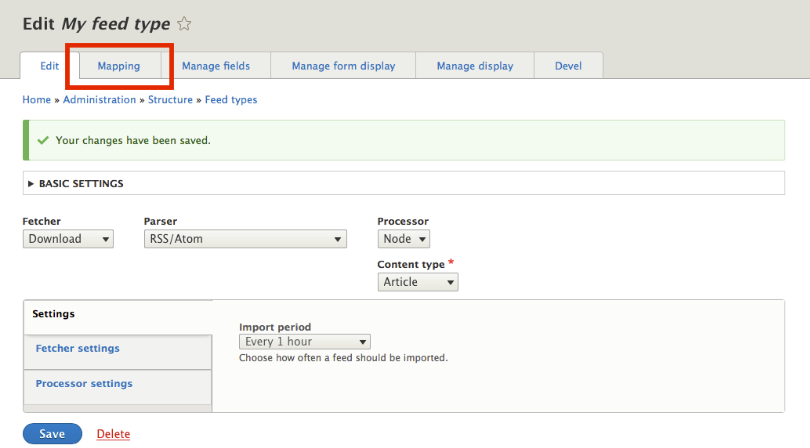 Edit My feed type
Edit Mapping Manage fields Manage form display Manage display Devel
Home » Administration » Structure » Feed types
Your changes have been saved.
BASIC SETTINGS
Fetcher Parser Processor
Download RSS/Atom Node
Content type *
Article
Settings
Fetcher settings
Processor settings
Import period
Every 1 hour
Choose how often a feed should be imported.
Save Delete